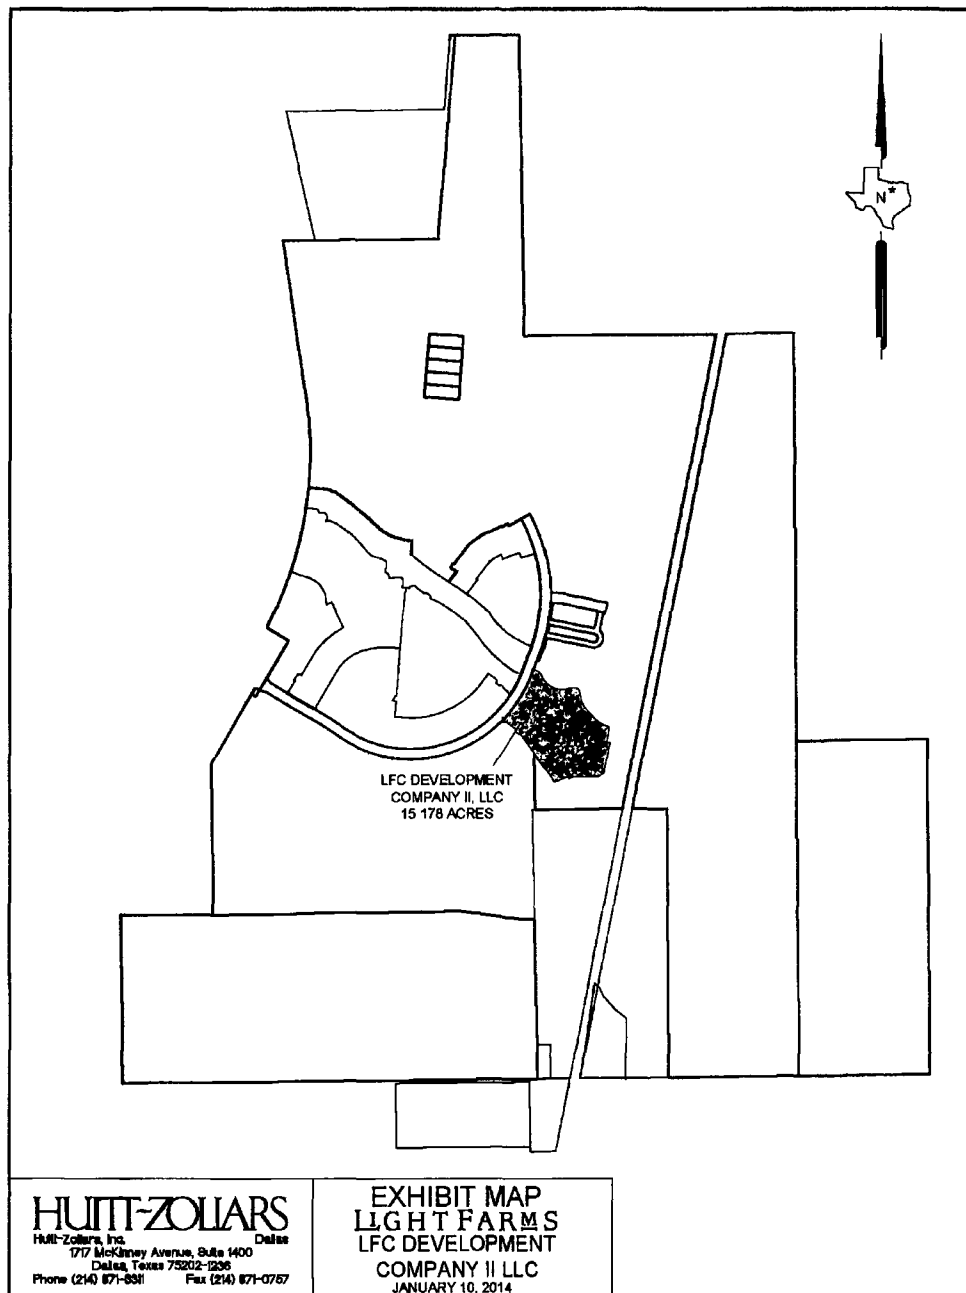 N
LFC DEVELOPMENT
COMPANY II, LLC
15 178 ACRES
HUITT-ZOLLARS
Huitt-Zollars, Inc. Dallas
1717 McKinney Avenue, Suite 1400
Dallas, Texas 75202-1236
Phone (214) 871-3311 Fax (214) 871-0757
EXHIBIT MAP
LIGHT FARMS
LFC DEVELOPMENT
COMPANY II LLC
JANUARY 10, 2014